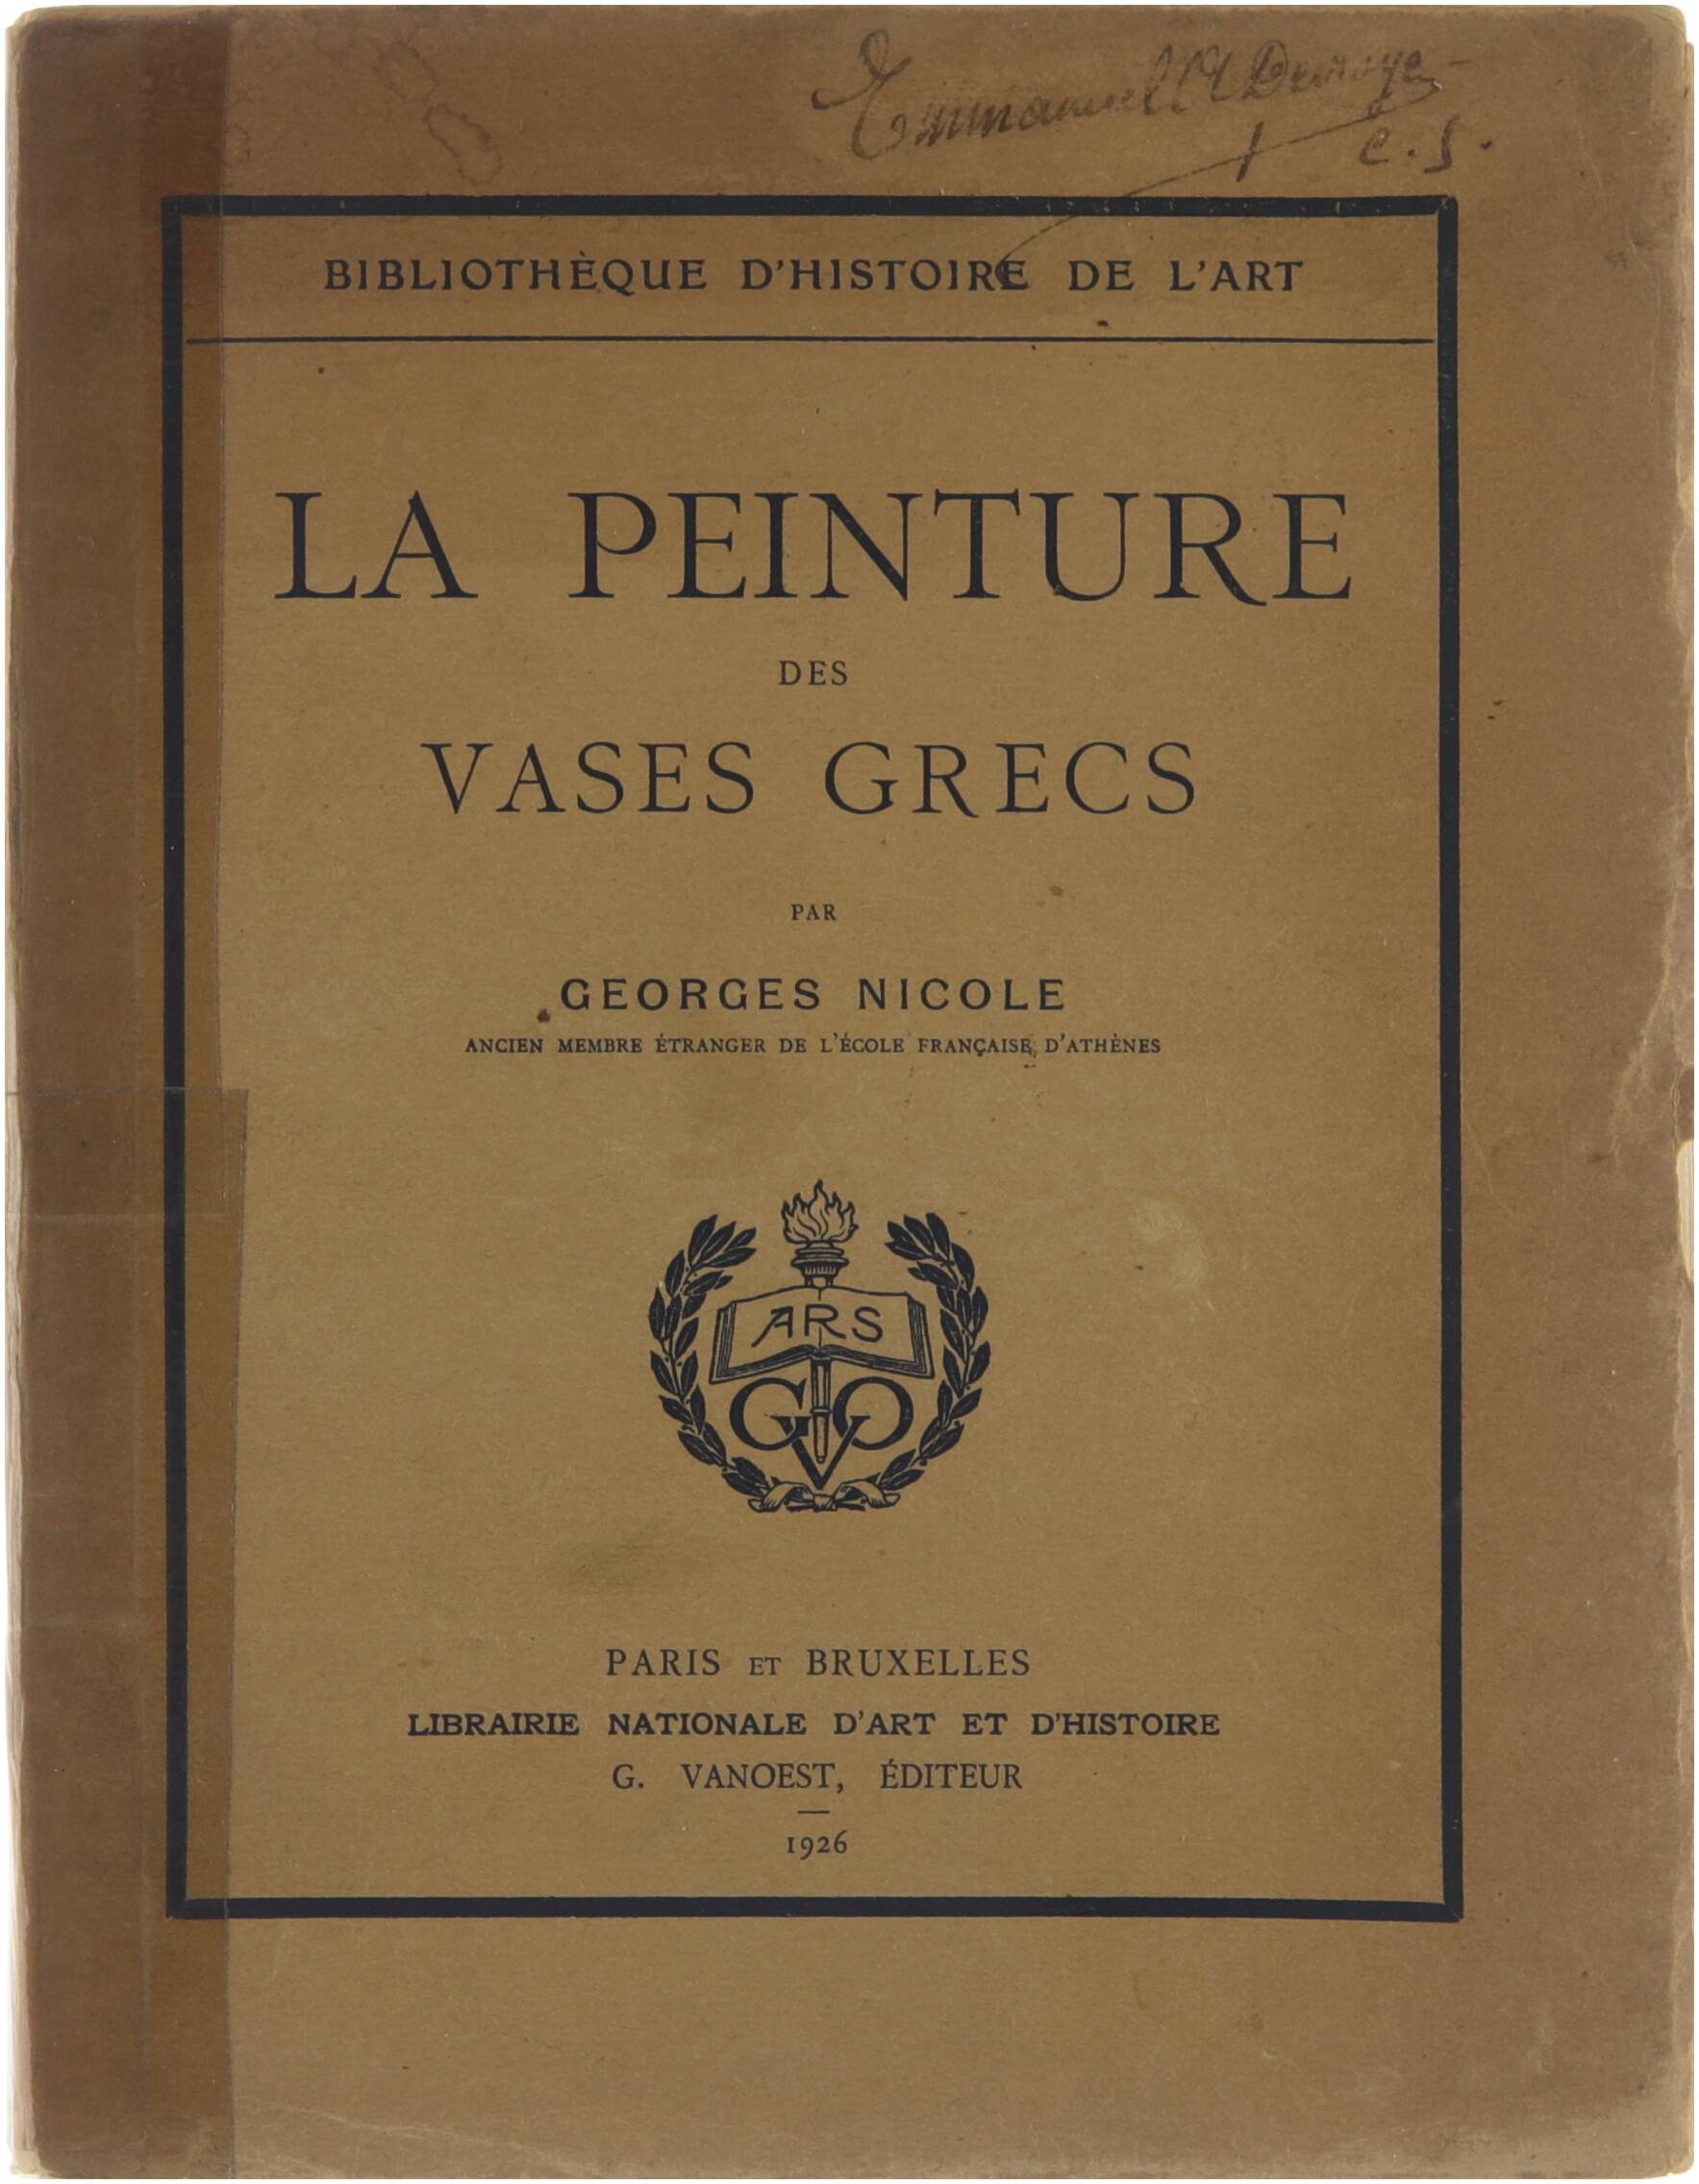 Emmanuel
e.s.
BIBLIOTHÈQUE D'HISTOIRE DE L'ART
LA PEINTURE
DES
VASES GRECS
PAR
GEORGES NICOLE
ANCIEN MEMBRE ÉTRANGER DE L'ÉCOLE FRANÇAISE D'ATHÈNES
ARS
GVO
PARIS ET BRUXELLES
LIBRAIRIE NATIONALE D'ART ET D'HISTOIRE
G. VANOEST, ÉDITEUR
1926